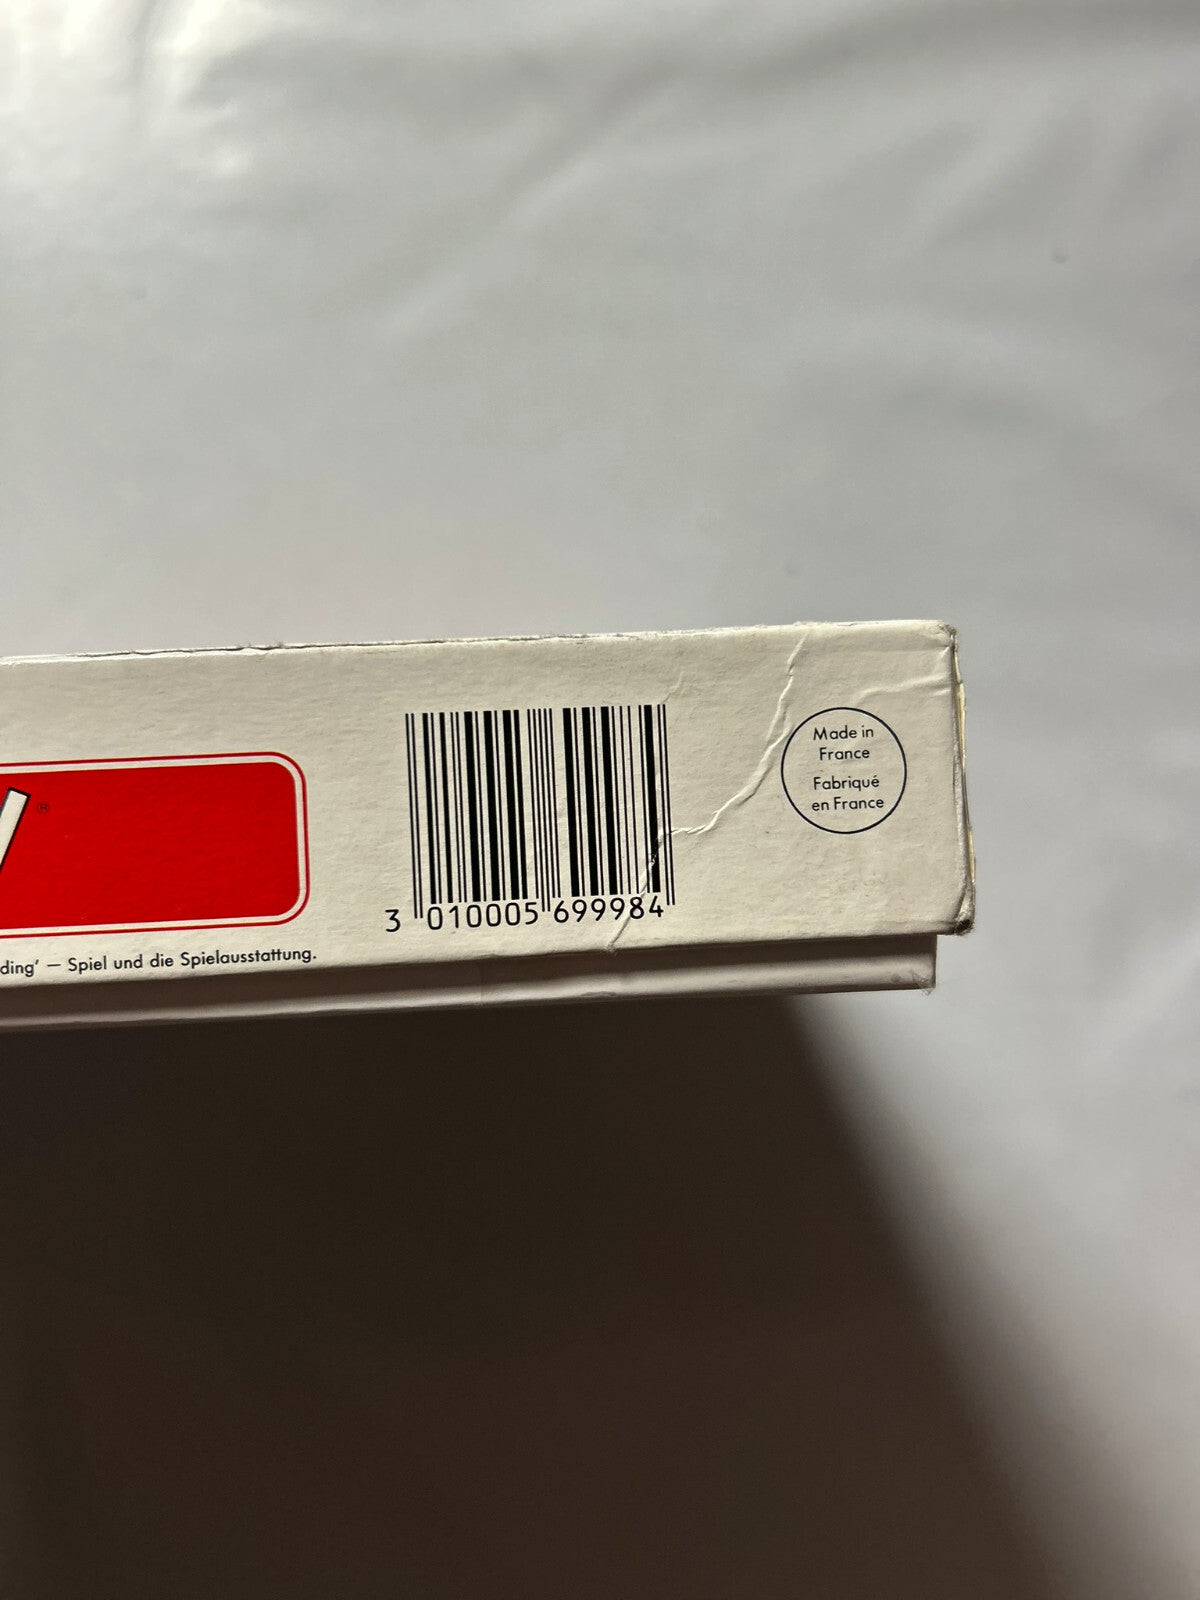 ®
Made in
France
Fabriqué
en France
3 010005 699984
ding' – Spiel und die Spielausstattung.